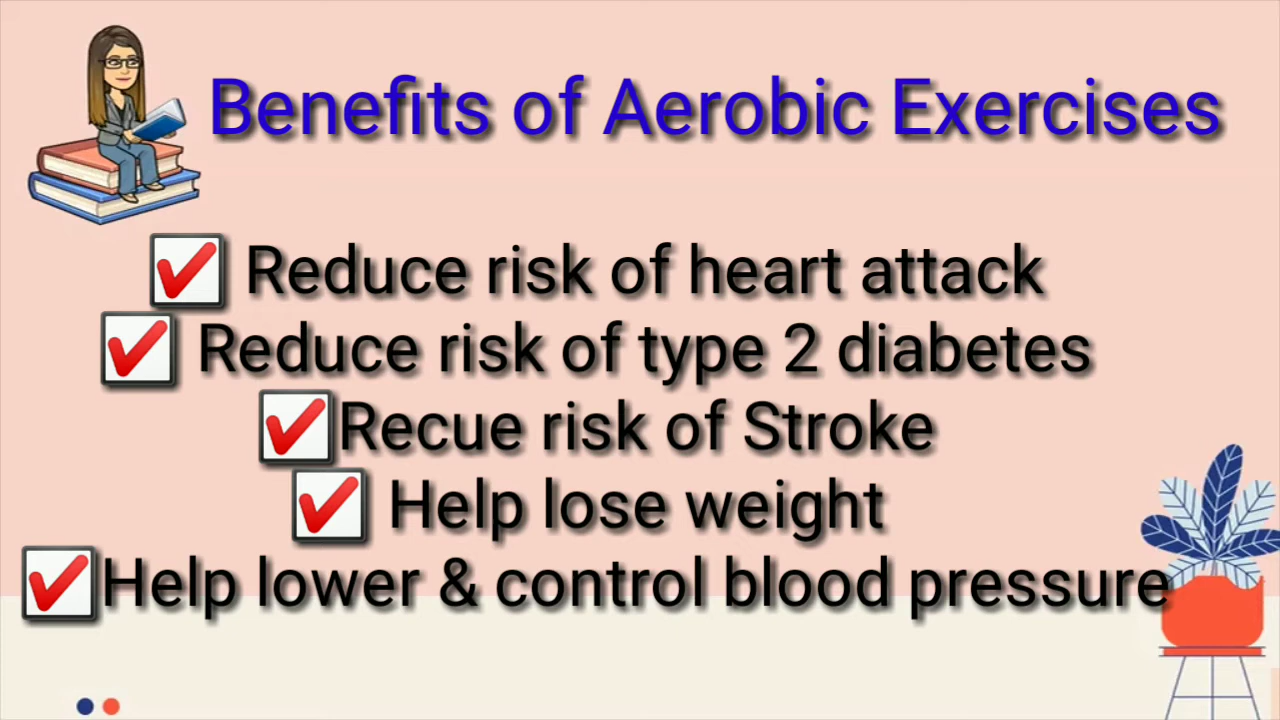 Benefits of Aerobic Exercises
✔ Reduce risk of heart attack
✔ Reduce risk of type 2 diabetes
✔Recue risk of Stroke
✔ Help lose weight
✔Help lower & control blood pressure